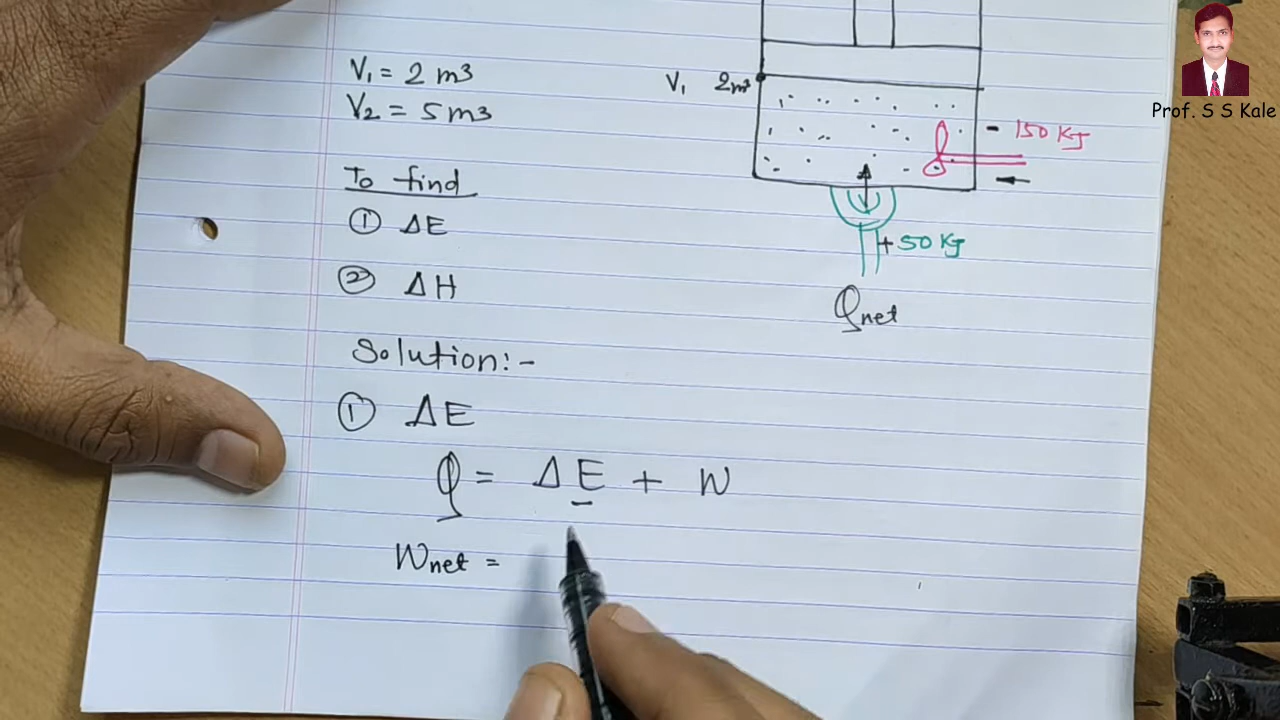 Prof. S S Kale
V₁ = 2 m³
V₂ = 5 m³
V₁ 2m³
- 150 KJ
To find
① ΔE
+ 50 KJ
② ΔH
Qnet
Solution:-
① ΔE
Q = ΔE + W
Wnet =